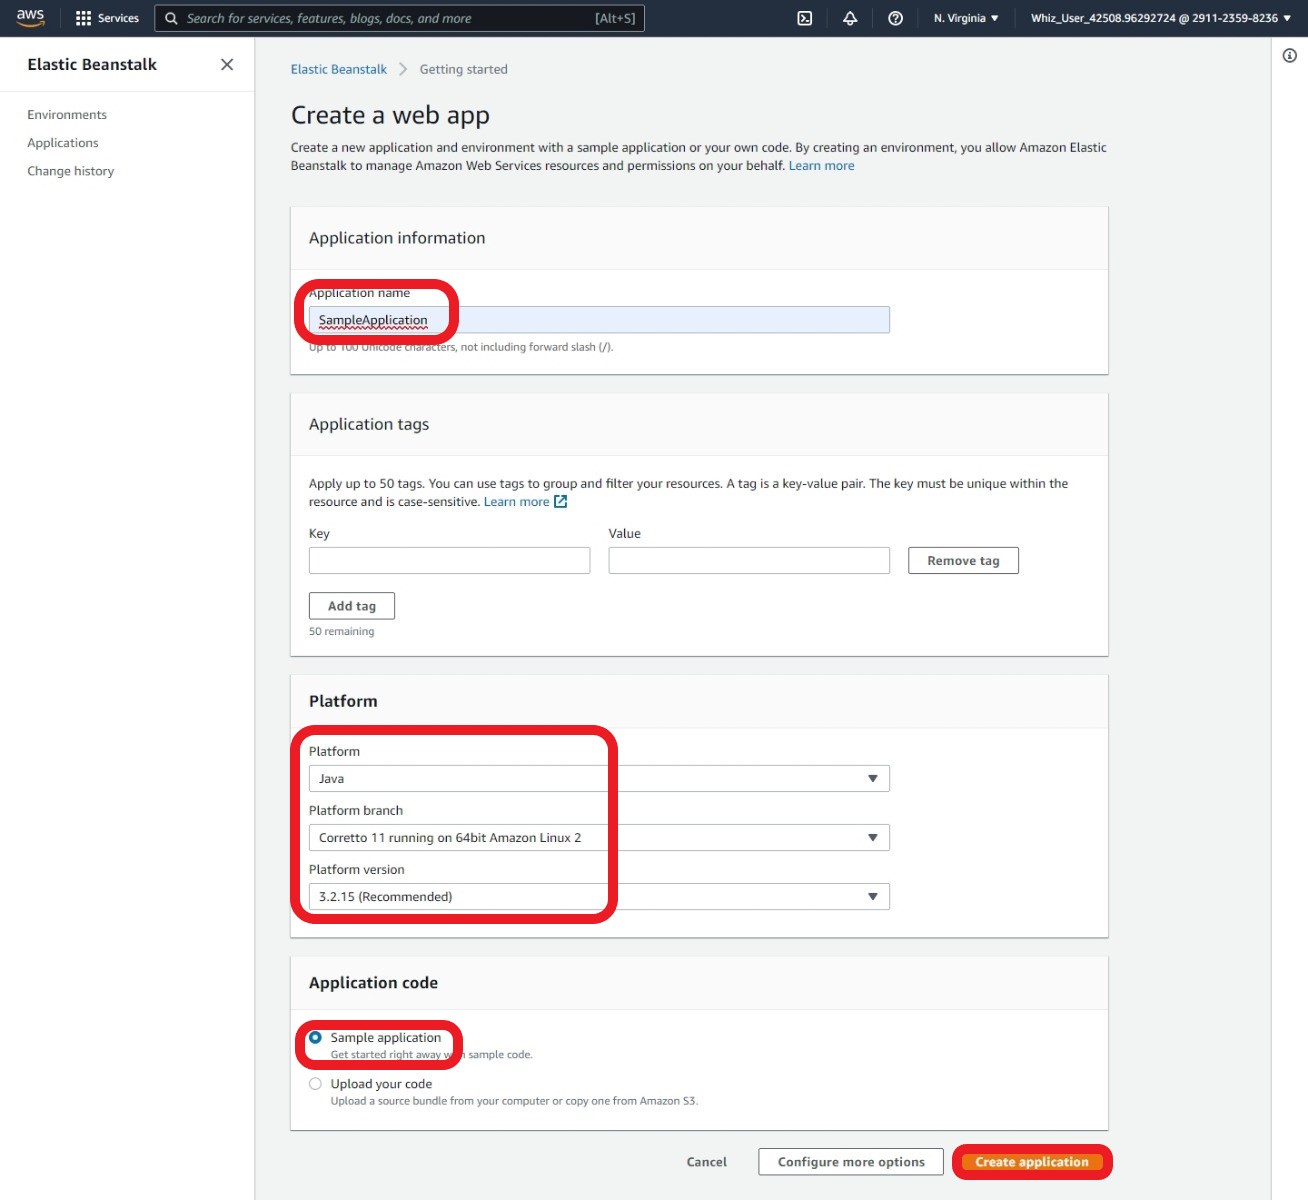 aws
Services
Search for services, features, blogs, docs, and more
[Alt+S]
N. Virginia
Whiz_User_42508.96292724 @ 2911-2359-8236
Elastic Beanstalk
Environments
Applications
Change history
Elastic Beanstalk
Getting started
Create a web app
Create a new application and environment with a sample application or your own code. By creating an environment, you allow Amazon Elastic
Beanstalk to manage Amazon Web Services resources and permissions on your behalf. Learn more
Application information
Application name
SampleApplication
Up to 100 Unicode characters, not including forward slash (/).
Application tags
Apply up to 50 tags. You can use tags to group and filter your resources. A tag is a key-value pair. The key must be unique within the
resource and is case-sensitive. Learn more
Key
Value
Remove tag
Add tag
50 remaining
Platform
Platform
Java
Platform branch
Corretto 11 running on 64bit Amazon Linux 2
Platform version
3.2.15 (Recommended)
Application code
Sample application
Get started right away with sample code.
Upload your code
Upload a source bundle from your computer or copy one from Amazon S3.
Cancel
Configure more options
Create application